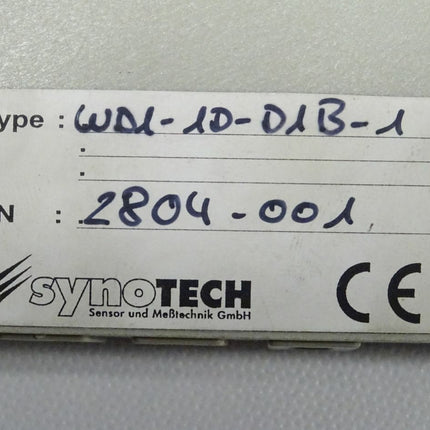 ype : WD1-1D-D1B-1
N : 2804-001
synoTECH
Sensor und Meßtechnik GmbH
CE